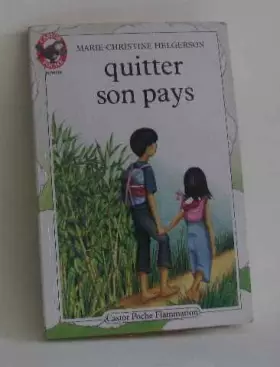 MARIE-CHRISTINE HELGERSON
quitter
son pays
Castor Poche Flammarion